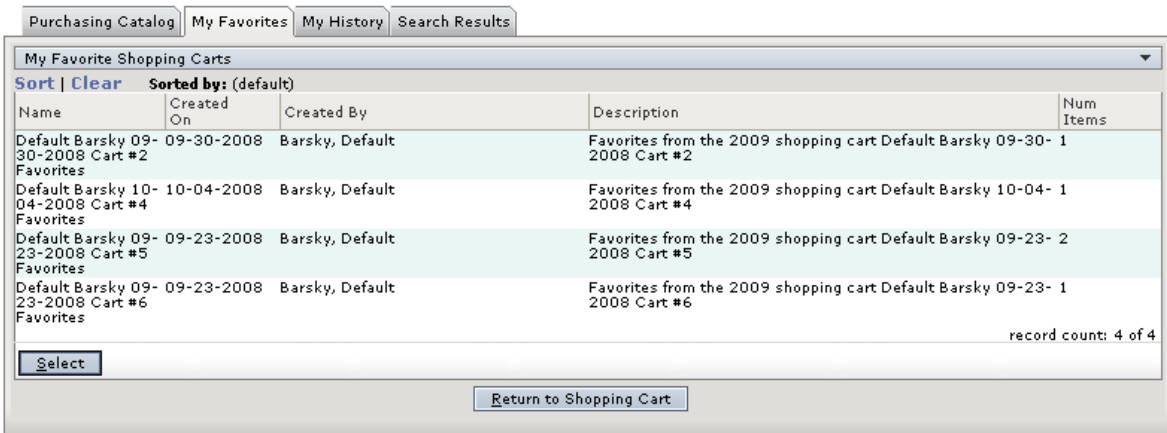 Purchasing Catalog My Favorites My History Search Results
My Favorite Shopping Carts
Sort | Clear Sorted by: (default)
Name Created On Created By Description Num Items
Default Barsky 09- 09-30-2008 Barsky, Default Favorites from the 2009 shopping cart Default Barsky 09-30- 1
30-2008 Cart #2 2008 Cart #2
Favorites
Default Barsky 10- 10-04-2008 Barsky, Default Favorites from the 2009 shopping cart Default Barsky 10-04- 1
04-2008 Cart #4 2008 Cart #4
Favorites
Default Barsky 09- 09-23-2008 Barsky, Default Favorites from the 2009 shopping cart Default Barsky 09-23- 2
23-2008 Cart #5 2008 Cart #5
Favorites
Default Barsky 09- 09-23-2008 Barsky, Default Favorites from the 2009 shopping cart Default Barsky 09-23- 1
23-2008 Cart #6 2008 Cart #6
Favorites
record count: 4 of 4
Select
Return to Shopping Cart